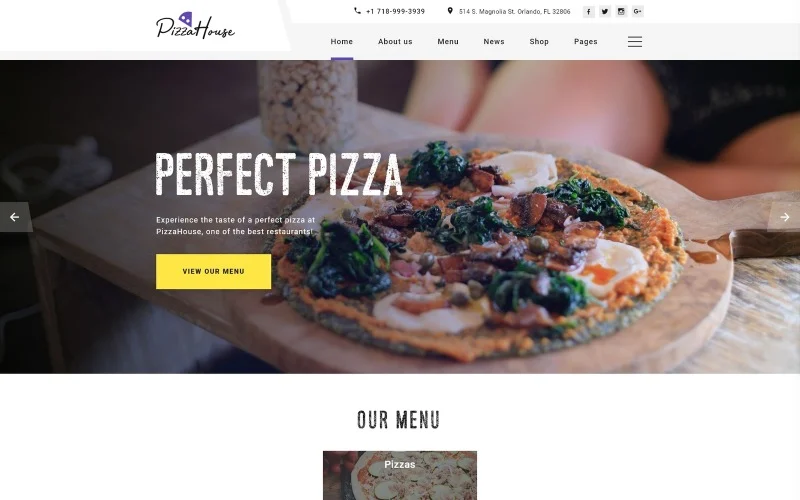 PizzaHouse
+1 718-999-3939
514 S. Magnolia St. Orlando, FL 32806
Home About us Menu News Shop Pages
PERFECT PIZZA
Experience the taste of a perfect pizza at
PizzaHouse, one of the best restaurants!
VIEW OUR MENU
OUR MENU
Pizzas